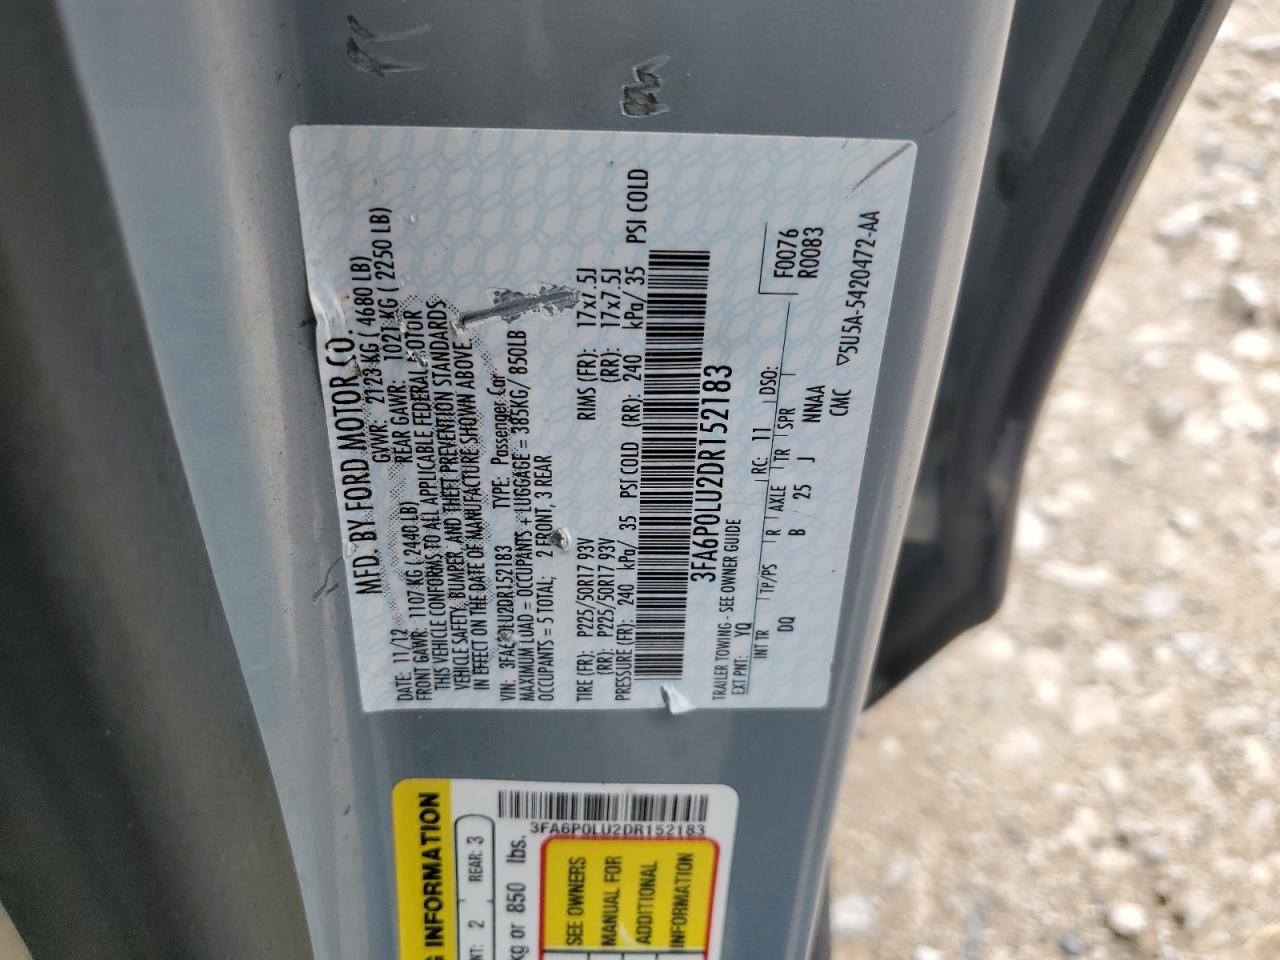 MFD. BY FORD MOTOR CO.
DATE: 11/12 GVWR: 2123 KG ( 4680 LB)
FRONT GAWR: 1107 KG ( 2440 LB) REAR GAWR: 1021 KG ( 2250 LB)
THIS VEHICLE CONFORMS TO ALL APPLICABLE FEDERAL MOTOR
VEHICLE SAFETY, BUMPER, AND THEFT PREVENTION STANDARDS
IN EFFECT ON THE DATE OF MANUFACTURE SHOWN ABOVE
VIN: 3FA6P0LU2DR152183 TYPE: Passenger Car
MAXIMUM LOAD = OCCUPANTS + LUGGAGE = 385KG/ 850LB
OCCUPANTS = 5 TOTAL; 2 FRONT, 3 REAR
TIRE (FR): P225/50R17 93V RIMS (FR): 17x7.5J
(RR): P225/50R17 93V (RR): 17x7.5J
PRESSURE (FR): 240 kPa/ 35 PSI COLD (RR): 240 kPa/ 35 PSI COLD
3FA6P0LU2DR152183
TRAILER TOWING - SEE OWNER GUIDE
EXT PNT: YQ RC: 11 DSO: F0076
R0083
INT TR TP/PS R AXLE TR SPR
DQ B 25 J NNAA
CMC ▽5U5A-5420472-AA
INFORMATION
2 REAR: 3
kg or 850 lbs.
3FA6P0LU2DR152183
SEE OWNERS
MANUAL FOR
ADDITIONAL
INFORMATION